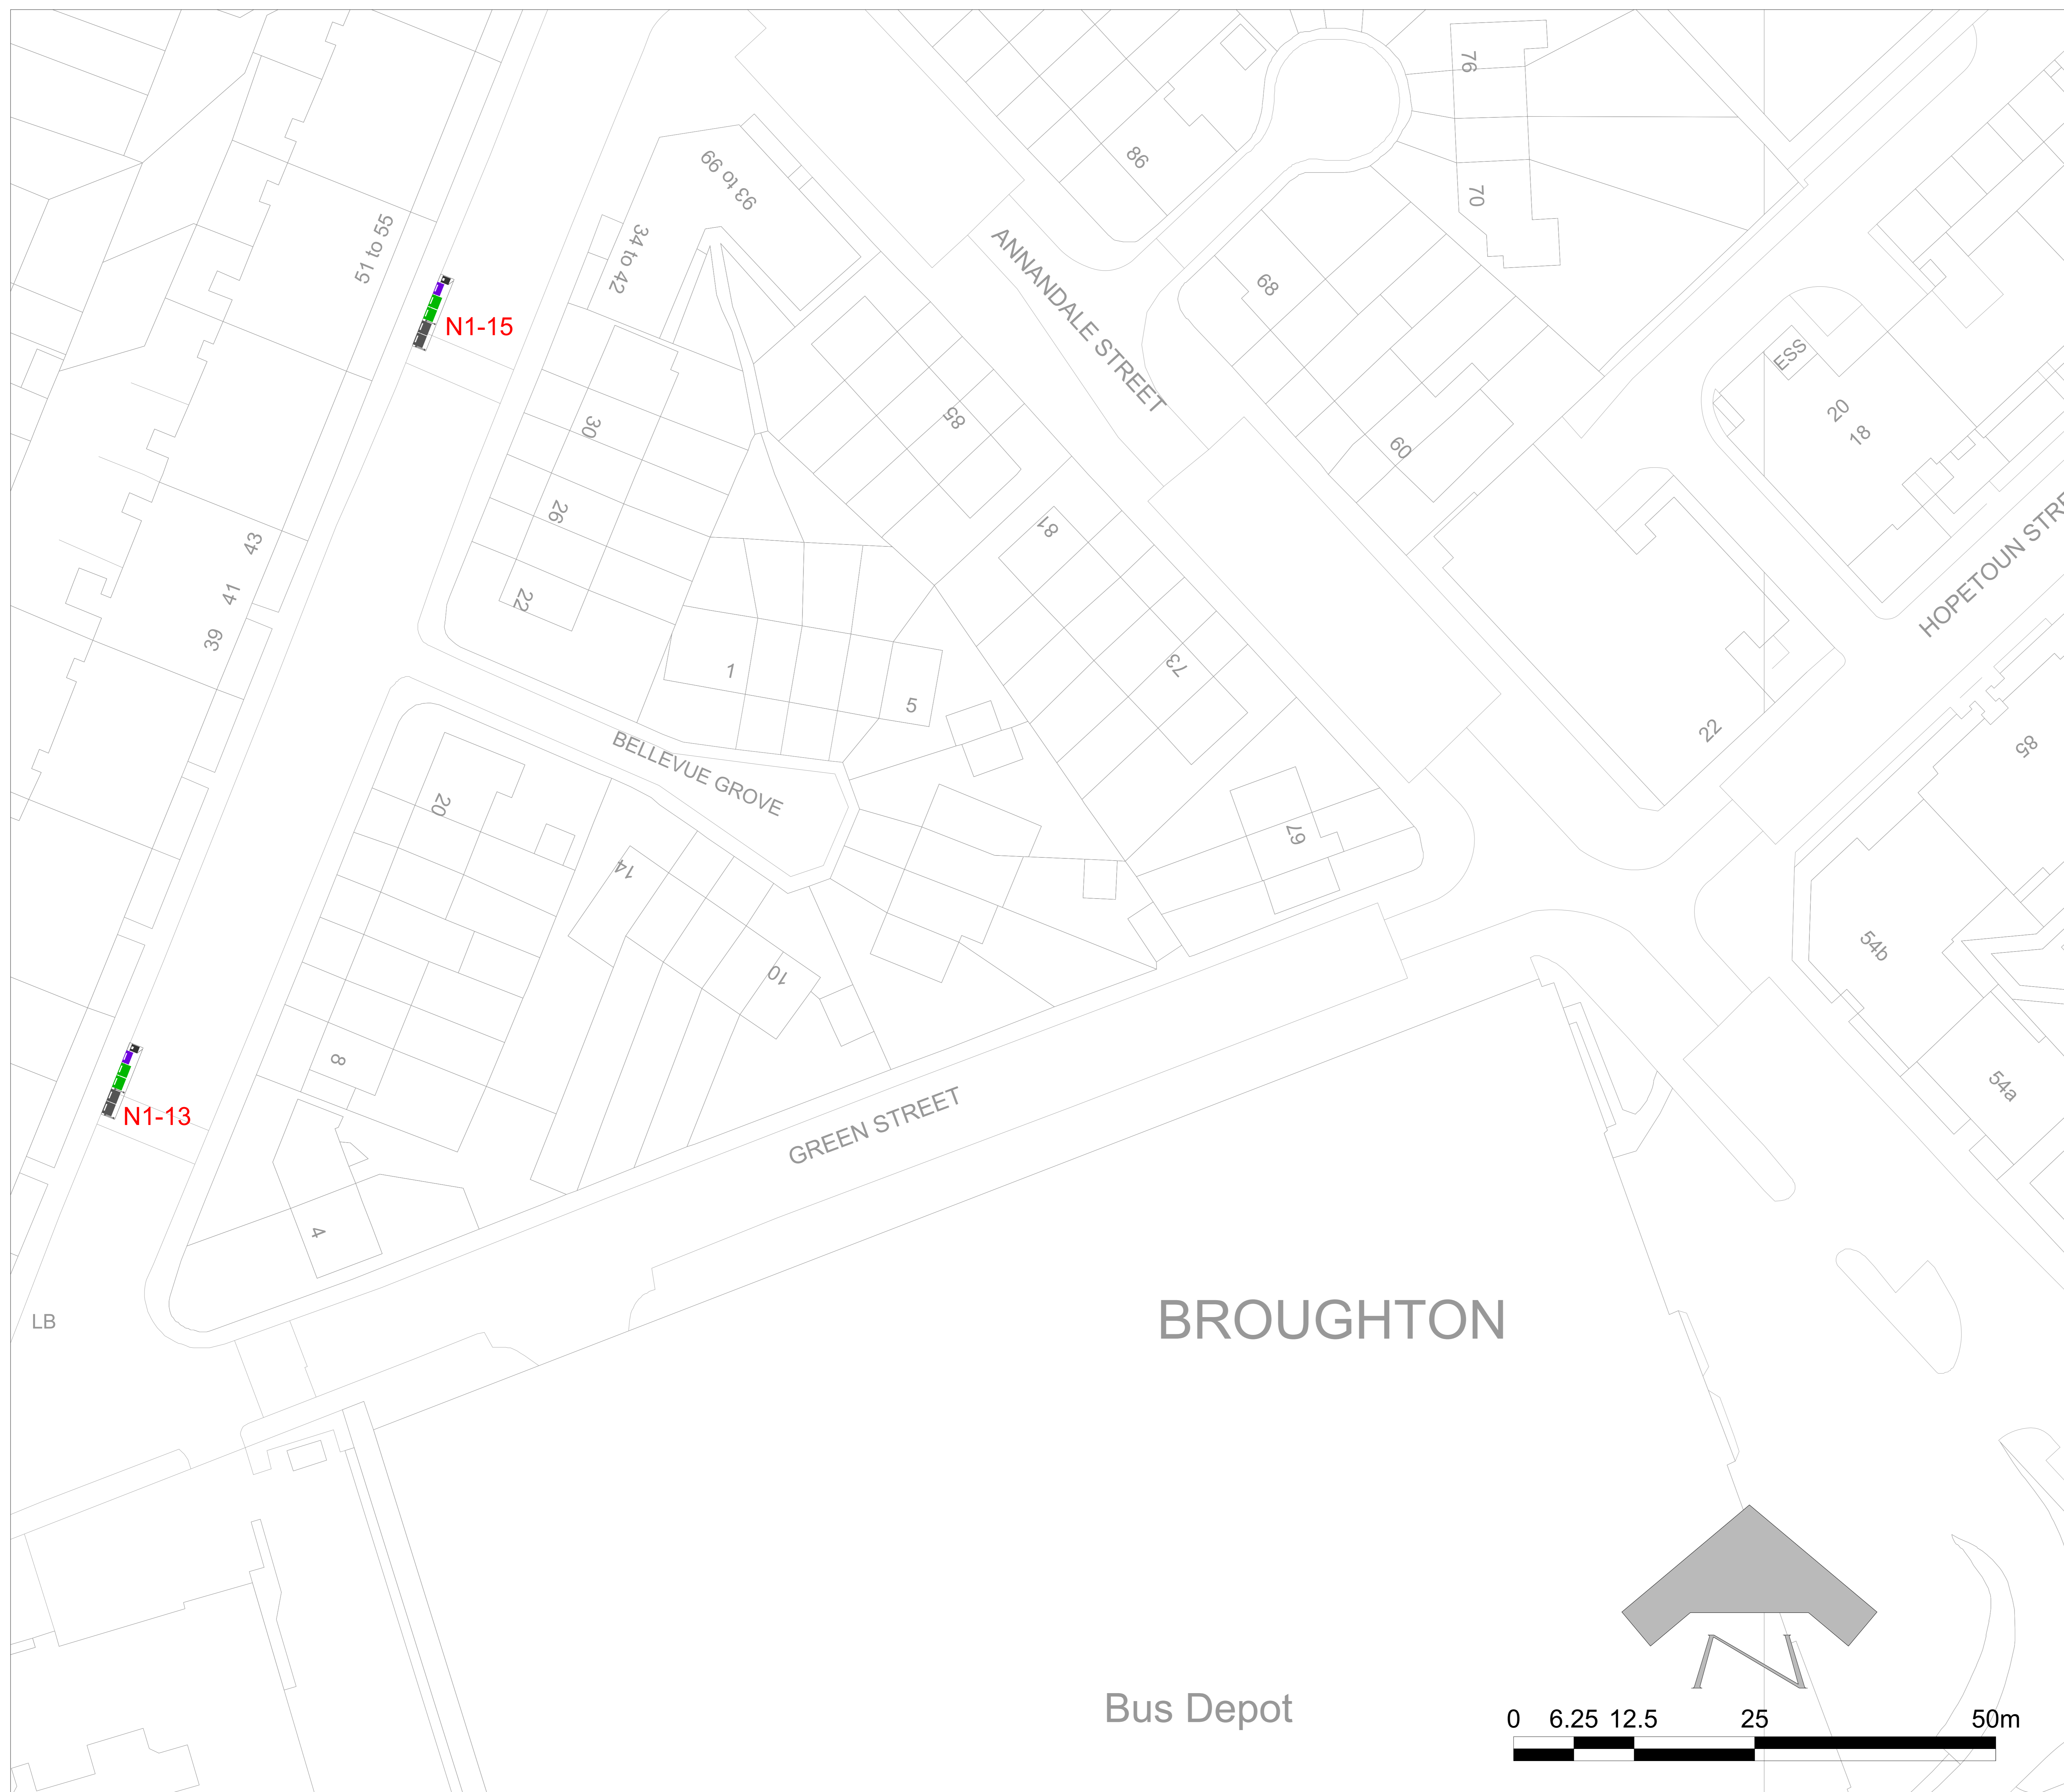 76
86
70
93 to 99
34 to 42
51 to 55
ANNANDALE STREET
68
N1-15
ESS
20
18
30
85
60
26
81
43
41
39
22
HOPETOUN STRE
1
5
73
22
85
BELLEVUE GROVE
20
67
14
10
54b
8
54a
N1-13
GREEN STREET
4
LB
BROUGHTON
Bus Depot
N
0 6.25 12.5 25 50m